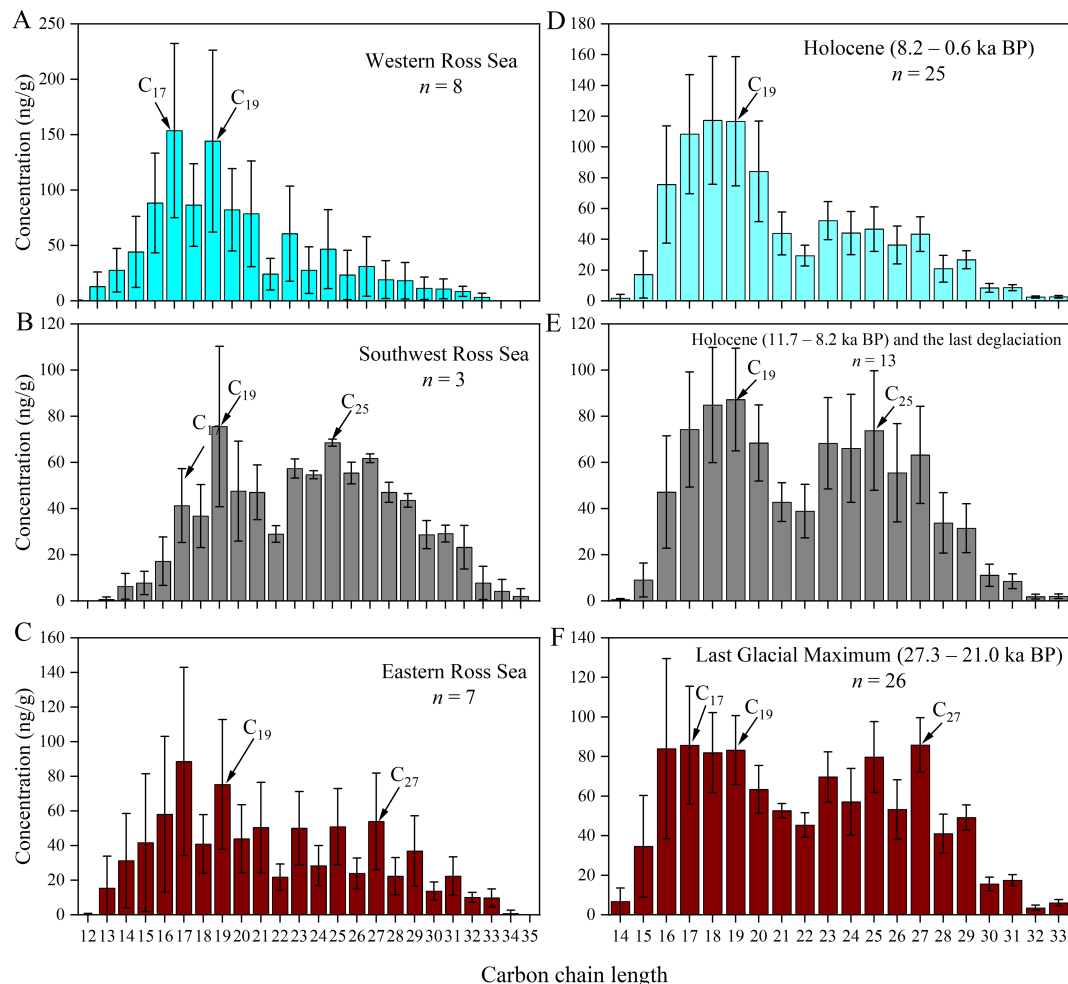 A
Concentration (ng/g)
250
200
150
100
50
0
Western Ross Sea
n = 8
C17
C19
B
Concentration (ng/g)
120
100
80
60
40
20
0
Southwest Ross Sea
n = 3
C17
C19
C25
C
Concentration (ng/g)
160
140
120
100
80
60
40
20
0
Eastern Ross Sea
n = 7
C19
C27
12 13 14 15 16 17 18 19 20 21 22 23 24 25 26 27 28 29 30 31 32 33 34 35
D
180
160
140
120
100
80
60
40
20
0
Holocene (8.2 – 0.6 ka BP)
n = 25
C19
E
120
100
80
60
40
20
0
Holocene (11.7 – 8.2 ka BP) and the last deglaciation
n = 13
C19
C25
F
140
120
100
80
60
40
20
0
Last Glacial Maximum (27.3 – 21.0 ka BP)
n = 26
C17
C19
C27
14 15 16 17 18 19 20 21 22 23 24 25 26 27 28 29 30 31 32 33
Carbon chain length